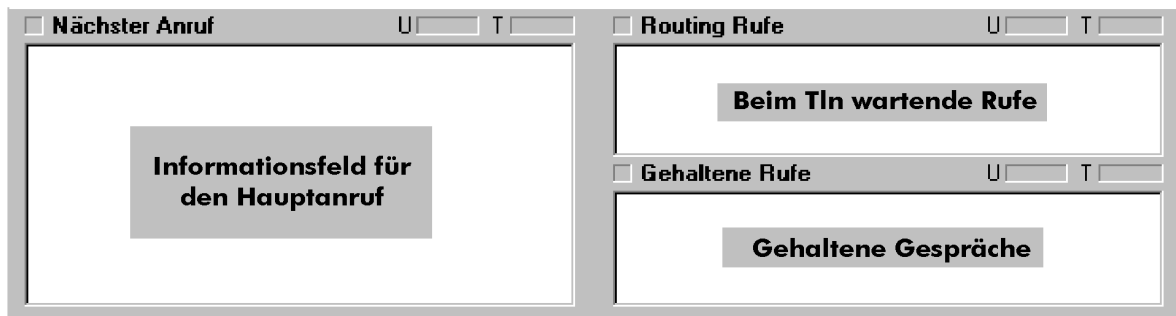 Nächster Anruf U T
Informationsfeld für
den Hauptanruf
Routing Rufe U T
Beim Tln wartende Rufe
Gehaltene Rufe U T
Gehaltene Gespräche